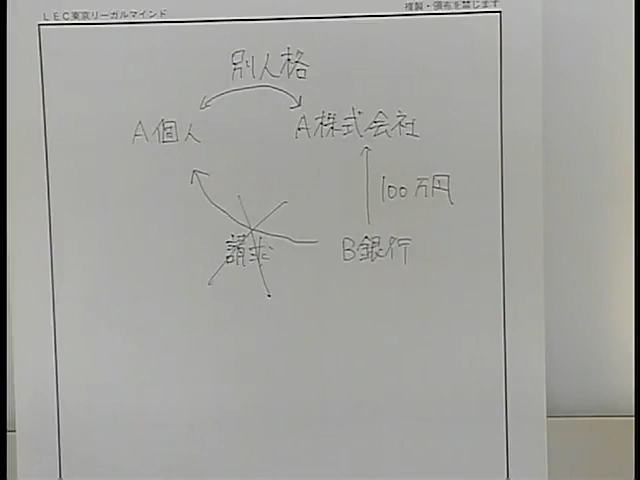 LEC東京リーガルマインド
複製・頒布を禁じます
別人格
A個人
A株式会社
100万円
請求
B銀行